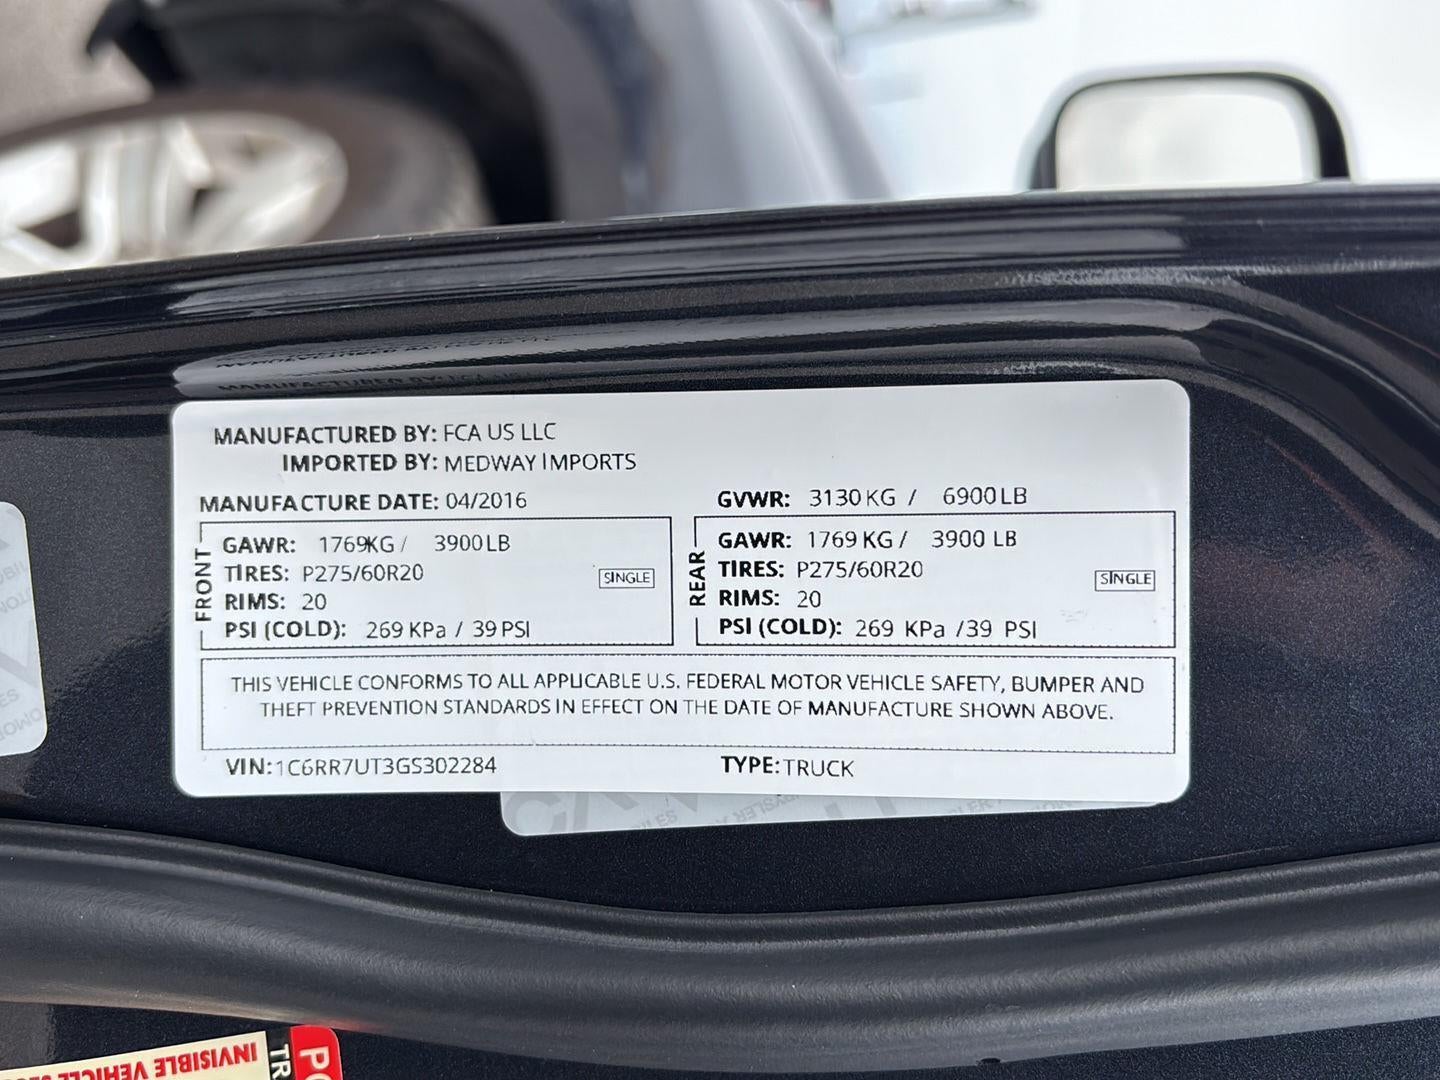 MANUFACTURED BY: FCA US LLC
IMPORTED BY: MEDWAY IMPORTS
MANUFACTURE DATE: 04/2016
GVWR: 3130 KG / 6900 LB
FRONT
GAWR: 1769KG / 3900 LB
TIRES: P275/60R20
SINGLE
RIMS: 20
PSI (COLD): 269 KPa / 39 PSI
REAR
GAWR: 1769 KG / 3900 LB
TIRES: P275/60R20
SINGLE
RIMS: 20
PSI (COLD): 269 KPa /39 PSI
THIS VEHICLE CONFORMS TO ALL APPLICABLE U.S. FEDERAL MOTOR VEHICLE SAFETY, BUMPER AND
THEFT PREVENTION STANDARDS IN EFFECT ON THE DATE OF MANUFACTURE SHOWN ABOVE.
VIN: 1C6RR7UT3GS302284
TYPE: TRUCK
INVISIBLE VEHICLE